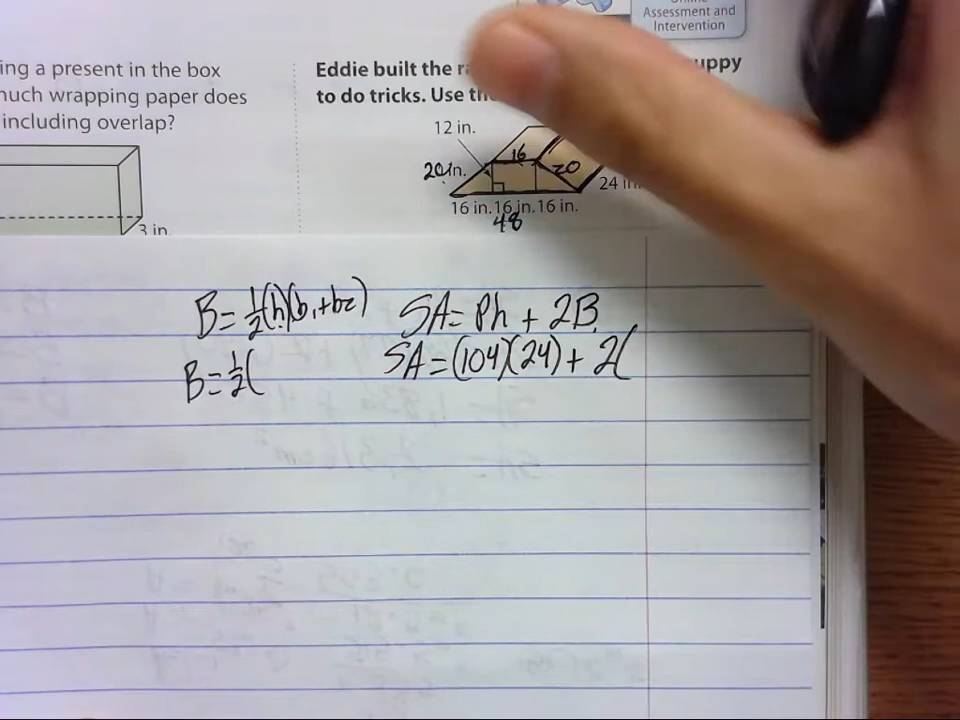 Assessment and
Intervention
ing a present in the box
much wrapping paper does
including overlap?
3 in
Eddie built the
uppy
to do tricks. Use
12 in.
20 in.
16
20
24 in.
16 in. 16 in. 16 in.
48
B = 1/2(h)(b1+b2)
SA = Ph + 2B
B = 1/2(
SA = (104)(24) + 2(